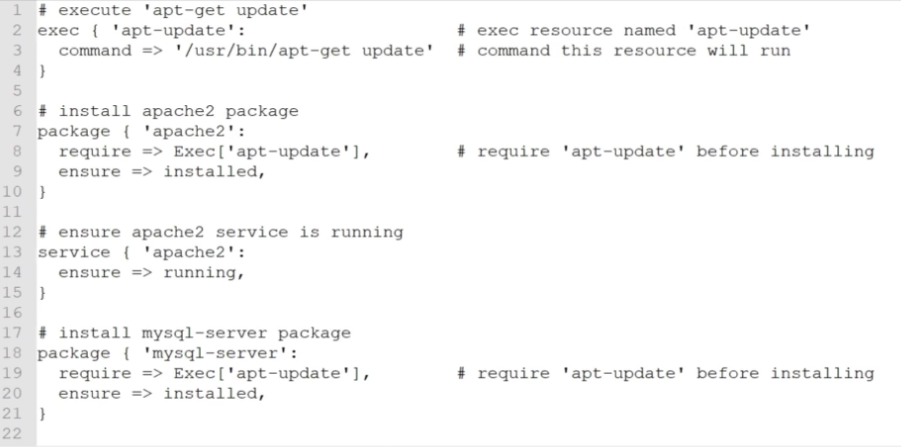 1 # execute 'apt-get update'
2 exec { 'apt-update': # exec resource named 'apt-update'
3   command => '/usr/bin/apt-get update' # command this resource will run
4 }
5
6 # install apache2 package
7 package { 'apache2':
8   require => Exec['apt-update'], # require 'apt-update' before installing
9   ensure => installed,
10 }
11
12 # ensure apache2 service is running
13 service { 'apache2':
14   ensure => running,
15 }
16
17 # install mysql-server package
18 package { 'mysql-server':
19   require => Exec['apt-update'], # require 'apt-update' before installing
20   ensure => installed,
21 }
22